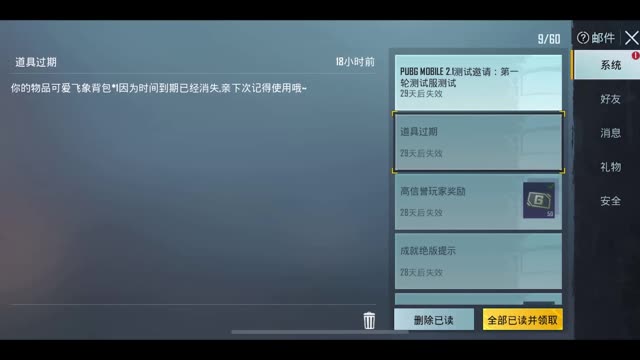 9/60
邮件
道具过期
18小时前
你的物品可爱飞象背包*1因为时间到期已经消失,亲下次记得使用哦~
PUBG MOBILE 2.1测试邀请：第一
轮测试服测试
29天后失效
道具过期
29天后失效
高信誉玩家奖励
28天后失效
成就绝版提示
28天后失效
删除已读
全部已读并领取
系统
好友
消息
礼物
安全